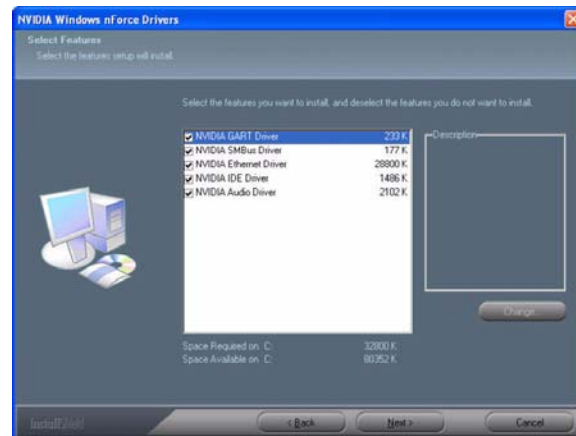 NVIDIA Windows nForce Drivers
Select Features
Select the features setup will install.
Select the features you want to install, and deselect the features you do not want to install.
NVIDIA GART Driver 233 K
NVIDIA SMBus Driver 177 K
NVIDIA Ethernet Driver 28800 K
NVIDIA IDE Driver 1486 K
NVIDIA Audio Driver 2102 K
Description
Change...
Space Required on C: 32800 K
Space Available on C: 80352 K
InstallShield
< Back
Next >
Cancel